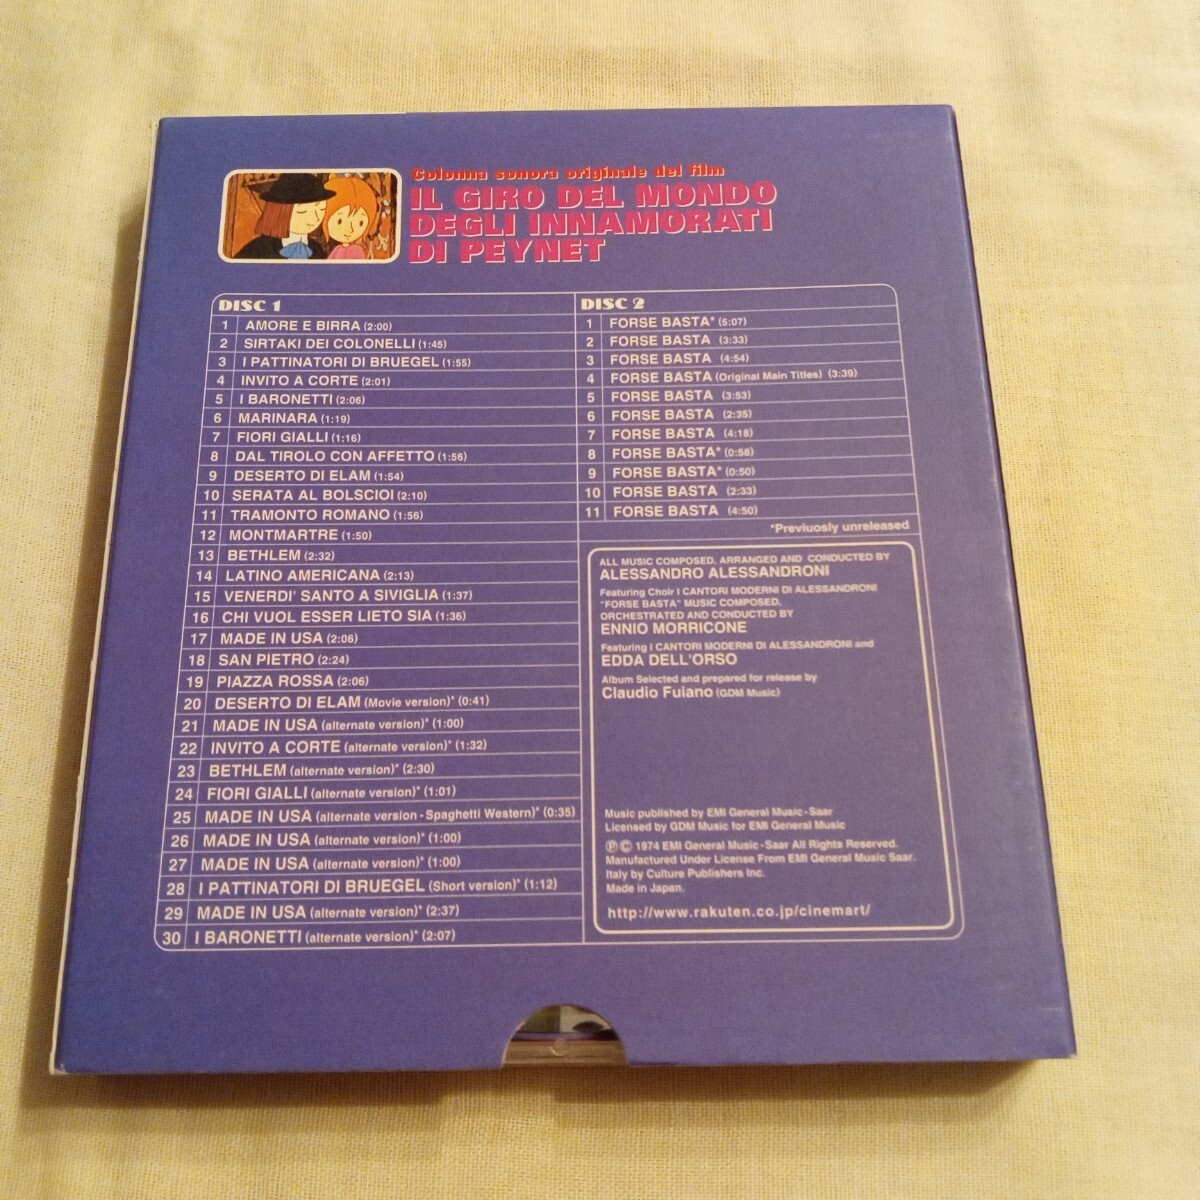 Colonna sonora originale del film
IL GIRO DEL MONDO
DEGLI INNAMORATI
DI PEYNET
DISC 1
1 AMORE E BIRRA (2:00)
2 SIRTAKI DEI COLONELLI (1:45)
3 I PATTINATORI DI BRUEGEL (1:55)
4 INVITO A CORTE (2:01)
5 I BARONETTI (2:06)
6 MARINARA (1:19)
7 FIORI GIALLI (1:16)
8 DAL TIROLO CON AFFETTO (1:56)
9 DESERTO DI ELAM (1:54)
10 SERATA AL BOLSCIOI (2:10)
11 TRAMONTO ROMANO (1:56)
12 MONTMARTRE (1:50)
13 BETHLEM (2:32)
14 LATINO AMERICANA (2:13)
15 VENERDI' SANTO A SIVIGLIA (1:37)
16 CHI VUOL ESSER LIETO SIA (1:36)
17 MADE IN USA (2:06)
18 SAN PIETRO (2:24)
19 PIAZZA ROSSA (2:06)
20 DESERTO DI ELAM (Movie version)* (0:41)
21 MADE IN USA (alternate version)* (1:00)
22 INVITO A CORTE (alternate version)* (1:32)
23 BETHLEM (alternate version)* (2:30)
24 FIORI GIALLI (alternate version)* (1:01)
25 MADE IN USA (alternate version - Spaghetti Western)* (0:35)
26 MADE IN USA (alternate version)* (1:00)
27 MADE IN USA (alternate version)* (1:00)
28 I PATTINATORI DI BRUEGEL (Short version)* (1:12)
29 MADE IN USA (alternate version)* (2:37)
30 I BARONETTI (alternate version)* (2:07)
DISC 2
1 FORSE BASTA* (5:07)
2 FORSE BASTA (3:33)
3 FORSE BASTA (4:54)
4 FORSE BASTA (Original Main Titles) (3:39)
5 FORSE BASTA (3:53)
6 FORSE BASTA (2:35)
7 FORSE BASTA (4:18)
8 FORSE BASTA* (0:58)
9 FORSE BASTA* (0:50)
10 FORSE BASTA (2:33)
11 FORSE BASTA (4:50)
*Previuosly unreleased
ALL MUSIC COMPOSED, ARRANGED AND CONDUCTED BY
ALESSANDRO ALESSANDRONI
Featuring Choir I CANTORI MODERNI DI ALESSANDRONI
"FORSE BASTA" MUSIC COMPOSED,
ORCHESTRATED AND CONDUCTED BY
ENNIO MORRICONE
Featuring I CANTORI MODERNI DI ALESSANDRONI and
EDDA DELL'ORSO
Album Selected and prepared for release by
Claudio Fuiano (GDM Music)
Music published by EMI General Music-Saar
Licensed by GDM Music for EMI General Music
Ⓟ © 1974 EMI General Music-Saar All Rights Reserved.
Manufactured Under License From EMI General Music Saar.
Italy by Culture Publishers Inc.
Made in Japan.
http://www.rakuten.co.jp/cinemart/